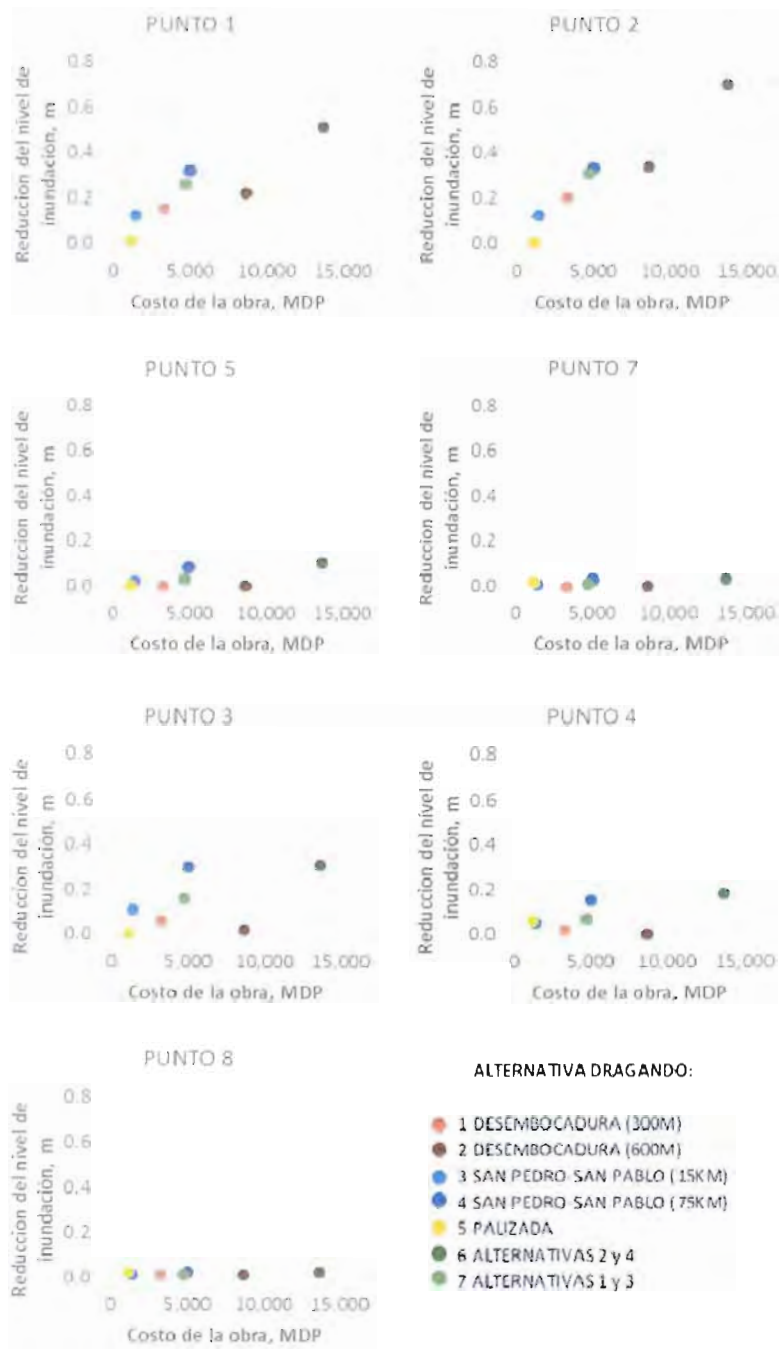 PUNTO 1
Reduccion del nivel de
inundación, m
0.8
0.6
0.4
0.2
0.0
0
5,000
10,000
15,000
Costo de la obra, MDP
PUNTO 2
Reduccion del nivel de
inundación, m
0.8
0.6
0.4
0.2
0.0
0
5,000
10,000
15,000
Costo de la obra, MDP
PUNTO 5
Reduccion del nivel de
inundación, m
0.8
0.6
0.4
0.2
0.0
0
5,000
10,000
15,000
Costo de la obra, MDP
PUNTO 7
Reduccion del nivel de
inundación, m
0.8
0.6
0.4
0.2
0.0
0
5,000
10,000
15,000
Costo de la obra, MDP
PUNTO 3
Reduccion del nivel de
inundación, m
0.8
0.6
0.4
0.2
0.0
0
5,000
10,000
15,000
Costo de la obra, MDP
PUNTO 4
Reduccion del nivel de
inundación, m
0.8
0.6
0.4
0.2
0.0
0
5,000
10,000
15,000
Costo de la obra, MDP
PUNTO 8
Reduccion del nivel de
inundación, m
0.8
0.6
0.4
0.2
0.0
0
5,000
10,000
15,000
Costo de la obra, MDP
ALTERNATIVA DRAGANDO:
1 DESEMBOCADURA (300M)
2 DESEMBOCADURA (600M)
3 SAN PEDRO-SAN PABLO (15KM)
4 SAN PEDRO-SAN PABLO (75KM)
5 PALIZADA
6 ALTERNATIVAS 2 y 4
7 ALTERNATIVAS 1 y 3